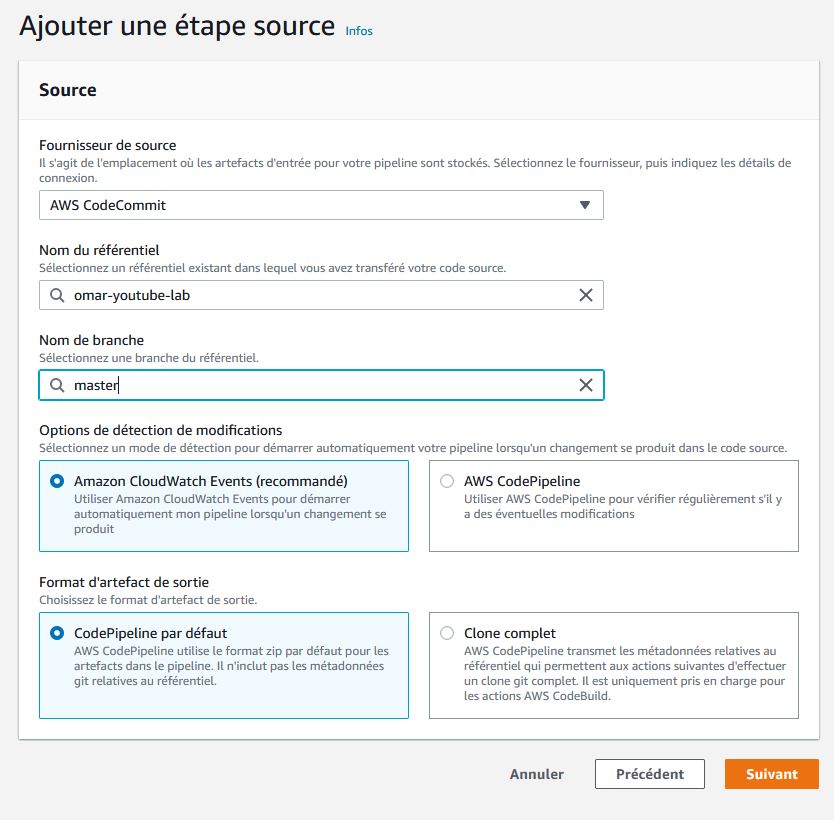 Ajouter une étape source Infos
Source
Fournisseur de source
Il s'agit de l'emplacement où les artefacts d'entrée pour votre pipeline sont stockés. Sélectionnez le fournisseur, puis indiquez les détails de
connexion.
AWS CodeCommit
Nom du référentiel
Sélectionnez un référentiel existant dans lequel vous avez transféré votre code source.
omar-youtube-lab
Nom de branche
Sélectionnez une branche du référentiel.
master
Options de détection de modifications
Sélectionnez un mode de détection pour démarrer automatiquement votre pipeline lorsqu'un changement se produit dans le code source.
Amazon CloudWatch Events (recommandé)
Utiliser Amazon CloudWatch Events pour démarrer
automatiquement mon pipeline lorsqu'un changement se
produit
AWS CodePipeline
Utiliser AWS CodePipeline pour vérifier régulièrement s'il y
a des éventuelles modifications
Format d'artefact de sortie
Choisissez le format d'artefact de sortie.
CodePipeline par défaut
AWS CodePipeline utilise le format zip par défaut pour les
artefacts dans le pipeline. Il n'inclut pas les métadonnées
git relatives au référentiel.
Clone complet
AWS CodePipeline transmet les métadonnées relatives au
référentiel qui permettent aux actions suivantes d'effectuer
un clone git complet. Il est uniquement pris en charge pour
les actions AWS CodeBuild.
Annuler
Précédent
Suivant